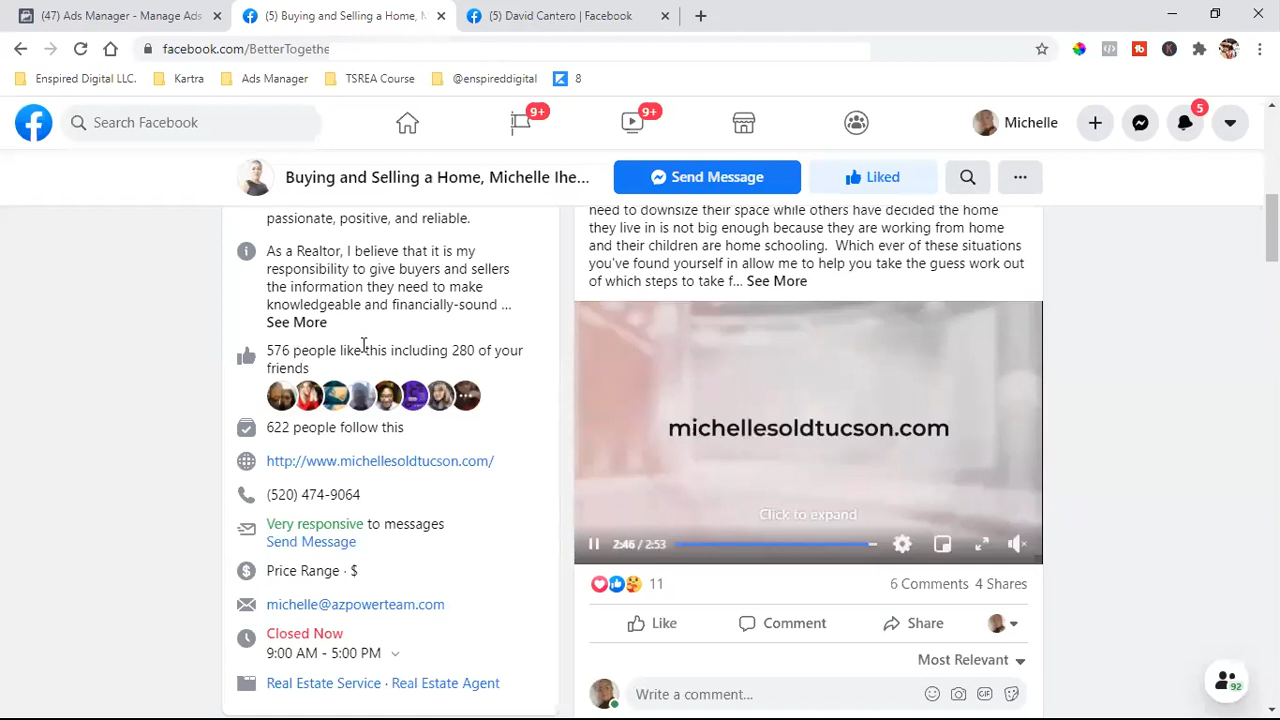 (47) Ads Manager - Manage Ads
(5) Buying and Selling a Home, M
(5) David Cantero | Facebook
facebook.com/BetterTogethe
Enspired Digital LLC.
Kartra
Ads Manager
TSREA Course
@enspireddigital
8
Search Facebook
9+
9+
Michelle
5
Buying and Selling a Home, Michelle Ihe...
Send Message
Liked
passionate, positive, and reliable.
As a Realtor, I believe that it is my
responsibility to give buyers and sellers
the information they need to make
knowledgeable and financially-sound ...
See More
576 people like this including 280 of your
friends
622 people follow this
http://www.michellesoldtucson.com/
(520) 474-9064
Very responsive to messages
Send Message
Price Range · $
michelle@azpowerteam.com
Closed Now
9:00 AM - 5:00 PM
Real Estate Service · Real Estate Agent
need to downsize their space while others have decided the home
they live in is not big enough because they are working from home
and their children are home schooling. Which ever of these situations
you've found yourself in allow me to help you take the guess work out
of which steps to take f... See More
michellesoldtucson.com
Click to expand
2:46 / 2:53
11
6 Comments 4 Shares
Like
Comment
Share
Most Relevant
Write a comment...
GIF
92